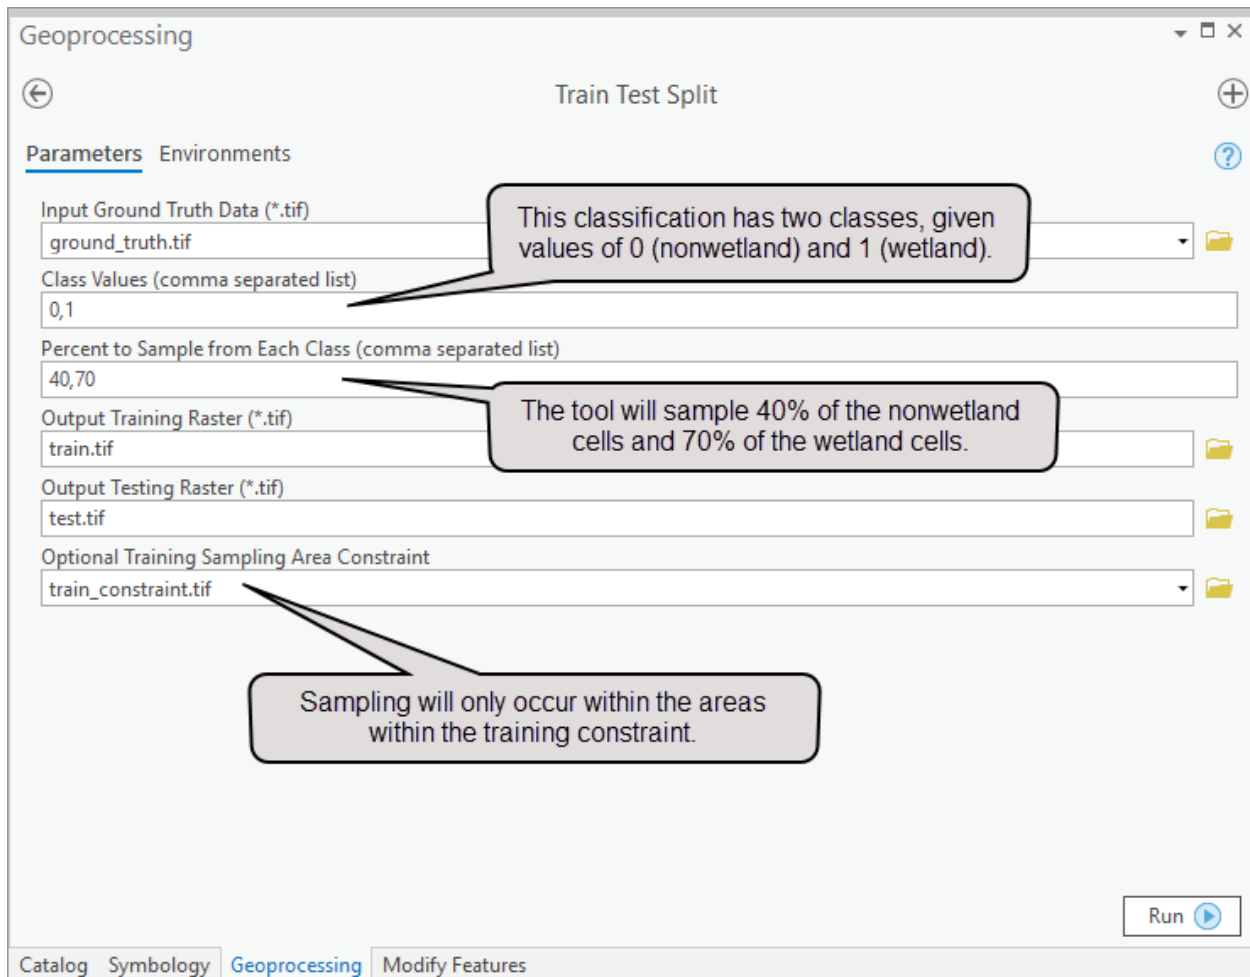 Geoprocessing
Train Test Split
Parameters Environments
Input Ground Truth Data (*.tif)
ground_truth.tif
This classification has two classes, given
values of 0 (nonwetland) and 1 (wetland).
Class Values (comma separated list)
0,1
Percent to Sample from Each Class (comma separated list)
40,70
The tool will sample 40% of the nonwetland
cells and 70% of the wetland cells.
Output Training Raster (*.tif)
train.tif
Output Testing Raster (*.tif)
test.tif
Optional Training Sampling Area Constraint
train_constraint.tif
Sampling will only occur within the areas
within the training constraint.
Run
Catalog Symbology Geoprocessing Modify Features